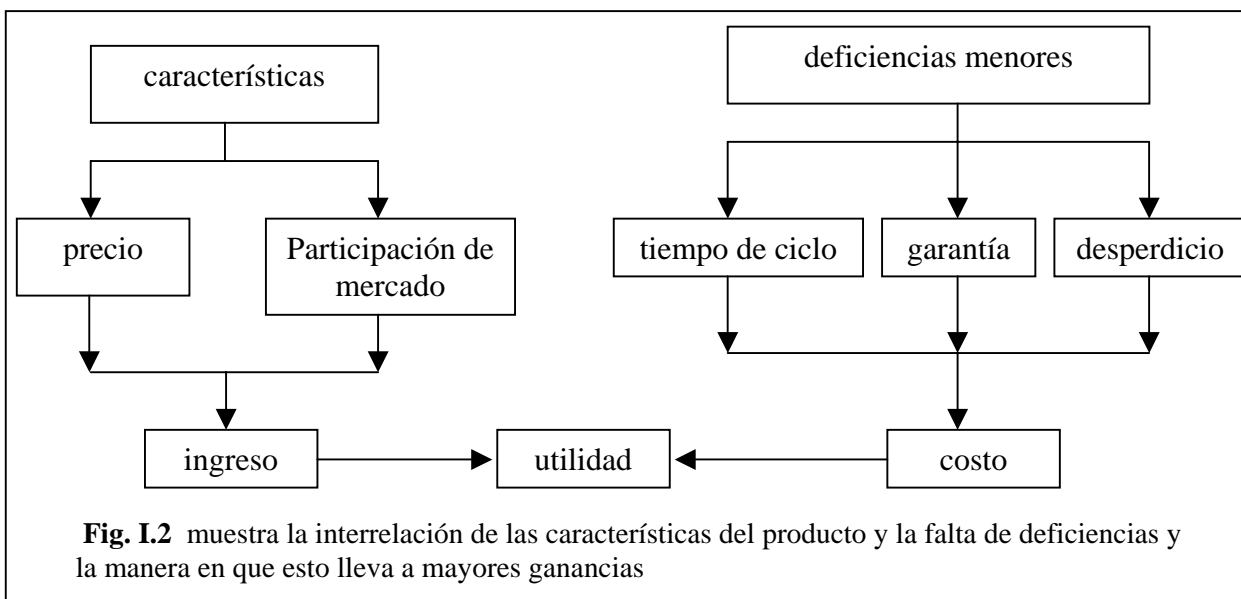 características
deficiencias menores
precio
Participación de
mercado
tiempo de ciclo
garantía
desperdicio
ingreso
utilidad
costo
Fig. I.2 muestra la interrelación de las características del producto y la falta de deficiencias y
la manera en que esto lleva a mayores ganancias